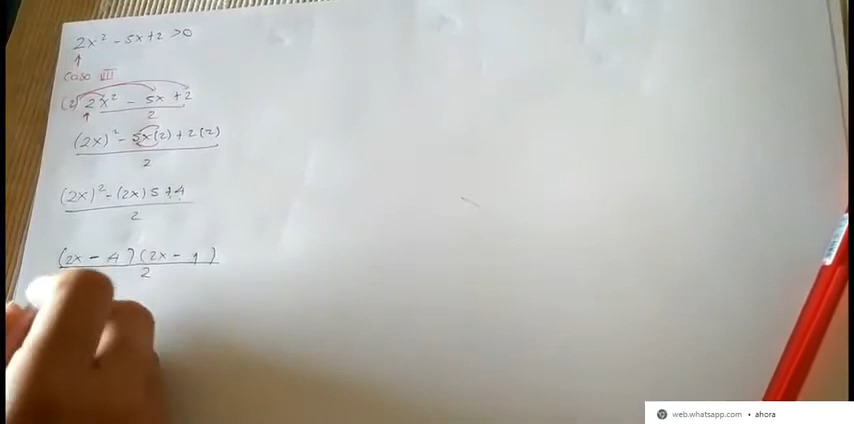 2x² - 5x + 2 > 0
↑
Caso VII
(2) 2x² - 5x + 2
2
(2x)² - 5x(2) + 2(2)
2
(2x)² - (2x) 5 + 4
2
(2x - 4)(2x - 1)
2
web.whatsapp.com • ahora